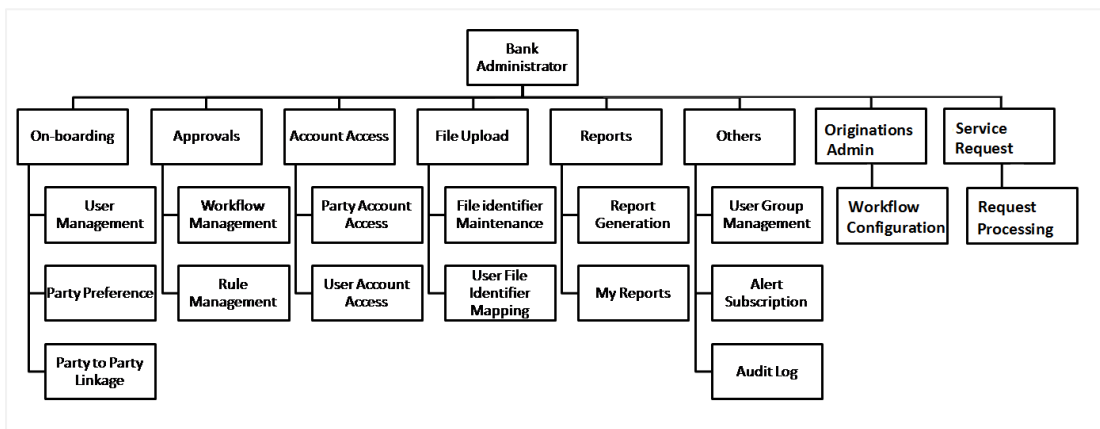 Bank
Administrator
On-boarding
Approvals
Account Access
File Upload
Reports
Others
Originations
Admin
Service
Request
User
Management
Workflow
Management
Party Account
Access
File identifier
Maintenance
Report
Generation
User Group
Management
Workflow
Configuration
Request
Processing
Party Preference
Rule
Management
User Account
Access
User File
Identifier
Mapping
My Reports
Alert
Subscription
Party to Party
Linkage
Audit Log